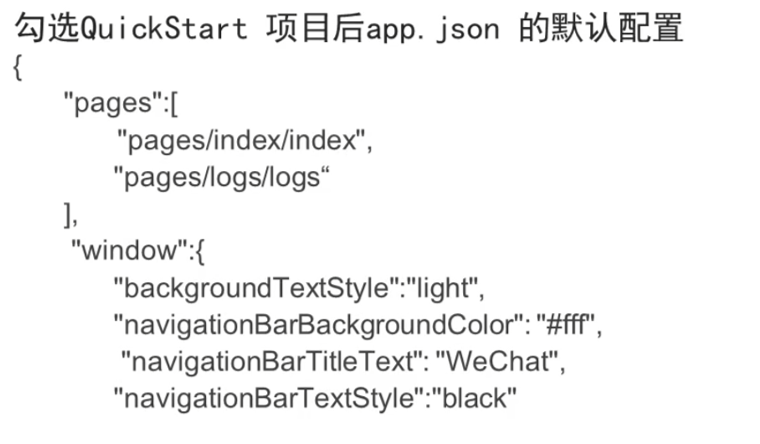 勾选QuickStart 项目后app.json 的默认配置
{
"pages":[
"pages/index/index",
"pages/logs/logs“
],
"window":{
"backgroundTextStyle":"light",
"navigationBarBackgroundColor": "#fff",
"navigationBarTitleText": "WeChat",
"navigationBarTextStyle":"black"